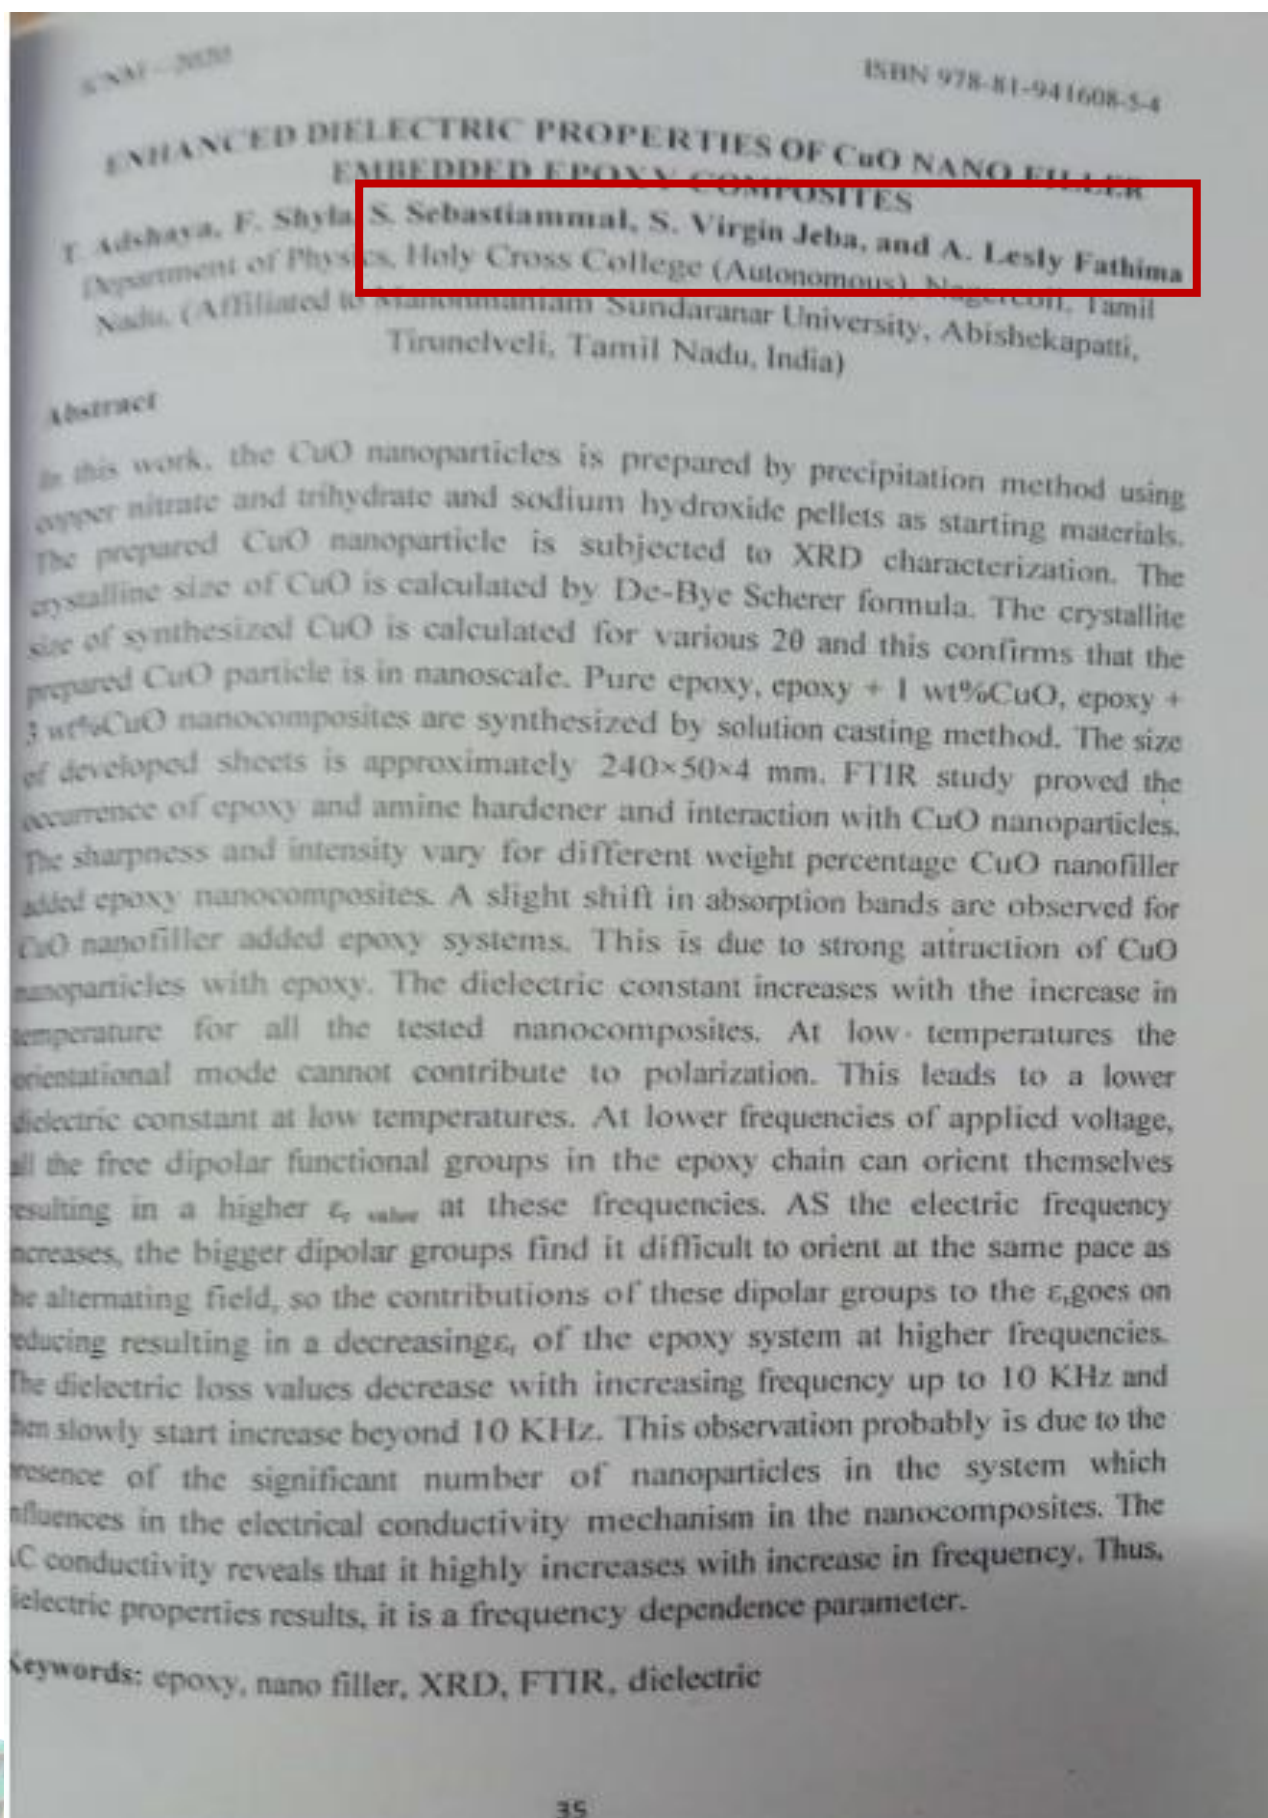 ISBN 978-81-941608-5-4
ENHANCED DIELECTRIC PROPERTIES OF CuO NANO FILLER
EMBEDDED EPOXY COMPOSITES
T. Adshaya, F. Shyla, S. Sebastiammal, S. Virgin Jeba, and A. Lesly Fathima
Department of Physics, Holy Cross College (Autonomous), Nagercoil, Tamil
Nadu, (Affiliated to Manonmaniam Sundaranar University, Abishekapatti,
Tirunelveli, Tamil Nadu, India)
Abstract
In this work, the CuO nanoparticles is prepared by precipitation method using
copper nitrate and trihydrate and sodium hydroxide pellets as starting materials.
The prepared CuO nanoparticle is subjected to XRD characterization. The
crystalline size of CuO is calculated by De-Bye Scherer formula. The crystallite
size of synthesized CuO is calculated for various 2θ and this confirms that the
prepared CuO particle is in nanoscale. Pure epoxy, epoxy + 1 wt%CuO, epoxy +
3 wt%CuO nanocomposites are synthesized by solution casting method. The size
of developed sheets is approximately 240×50×4 mm. FTIR study proved the
occurrence of epoxy and amine hardener and interaction with CuO nanoparticles.
The sharpness and intensity vary for different weight percentage CuO nanofiller
added epoxy nanocomposites. A slight shift in absorption bands are observed for
CuO nanofiller added epoxy systems. This is due to strong attraction of CuO
nanoparticles with epoxy. The dielectric constant increases with the increase in
temperature for all the tested nanocomposites. At low temperatures the
orientational mode cannot contribute to polarization. This leads to a lower
dielectric constant at low temperatures. At lower frequencies of applied voltage,
all the free dipolar functional groups in the epoxy chain can orient themselves
resulting in a higher εr value at these frequencies. AS the electric frequency
increases, the bigger dipolar groups find it difficult to orient at the same pace as
the alternating field, so the contributions of these dipolar groups to the εrgoes on
reducing resulting in a decreasingεr of the epoxy system at higher frequencies.
The dielectric loss values decrease with increasing frequency up to 10 KHz and
then slowly start increase beyond 10 KHz. This observation probably is due to the
presence of the significant number of nanoparticles in the system which
influences in the electrical conductivity mechanism in the nanocomposites. The
AC conductivity reveals that it highly increases with increase in frequency. Thus,
dielectric properties results, it is a frequency dependence parameter.
Keywords: epoxy, nano filler, XRD, FTIR, dielectric
35